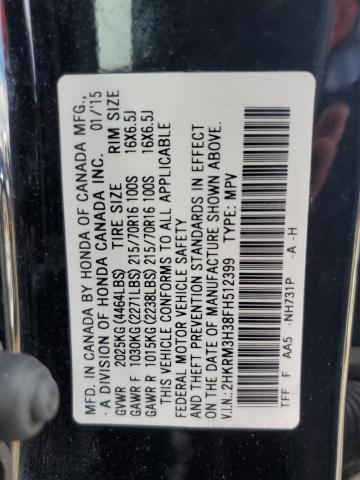 MFD. IN CANADA BY HONDA OF CANADA MFG.,
A DIVISION OF HONDA CANADA INC. 01/15
GVWR 2025KG(4464LBS) TIRE SIZE RIM SIZE
GAWR F 1030KG(2271LBS)215/70R16 100S 16X6.5J
GAWR R 1015KG(2238LBS)215/70R16 100S 16X6.5J
THIS VEHICLE CONFORMS TO ALL APPLICABLE
FEDERAL MOTOR VEHICLE SAFETY
AND THEFT PREVENTION STANDARDS IN EFFECT
ON THE DATE OF MANUFACTURE SHOWN ABOVE.
V.I.N.:2HKRM3H38FH512399 TYPE: MPV
TFF F AA5 -NH731P -A -H